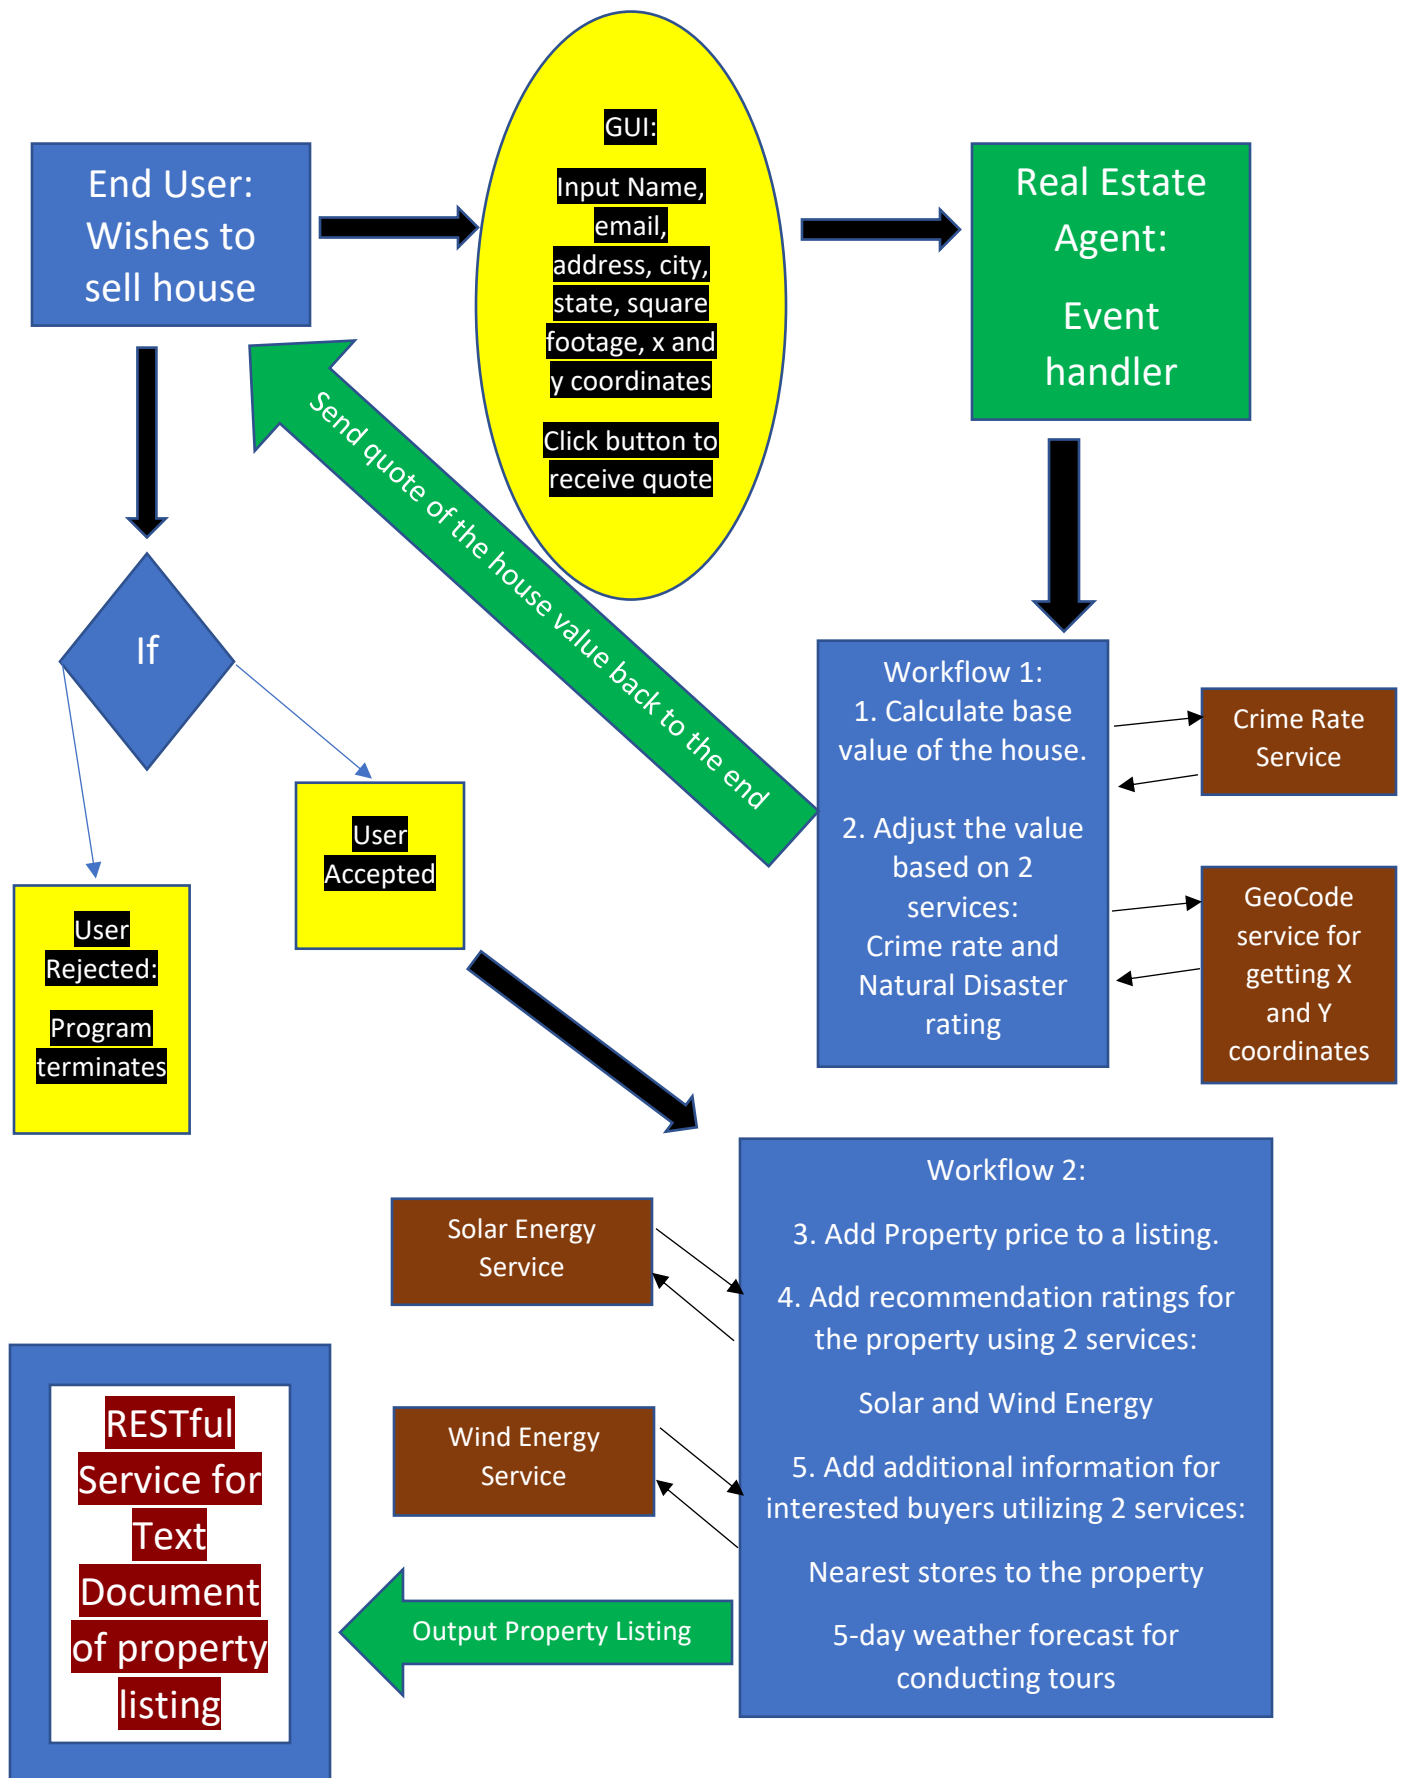 End User:
Wishes to
sell house
GUI:
Input Name,
email,
address, city,
state, square
footage, x and
y coordinates
Click button to
receive quote
Real Estate
Agent:
Event
handler
Send quote of the house value back to the end
If
Workflow 1:
1. Calculate base
value of the house.
2. Adjust the value
based on 2
services:
Crime rate and
Natural Disaster
rating
Crime Rate
Service
GeoCode
service for
getting X
and Y
coordinates
User
Accepted
User
Rejected:
Program
terminates
Workflow 2:
3. Add Property price to a listing.
4. Add recommendation ratings for
the property using 2 services:
Solar and Wind Energy
5. Add additional information for
interested buyers utilizing 2 services:
Nearest stores to the property
5-day weather forecast for
conducting tours
Solar Energy
Service
Wind Energy
Service
Output Property Listing
RESTful
Service for
Text
Document
of property
listing